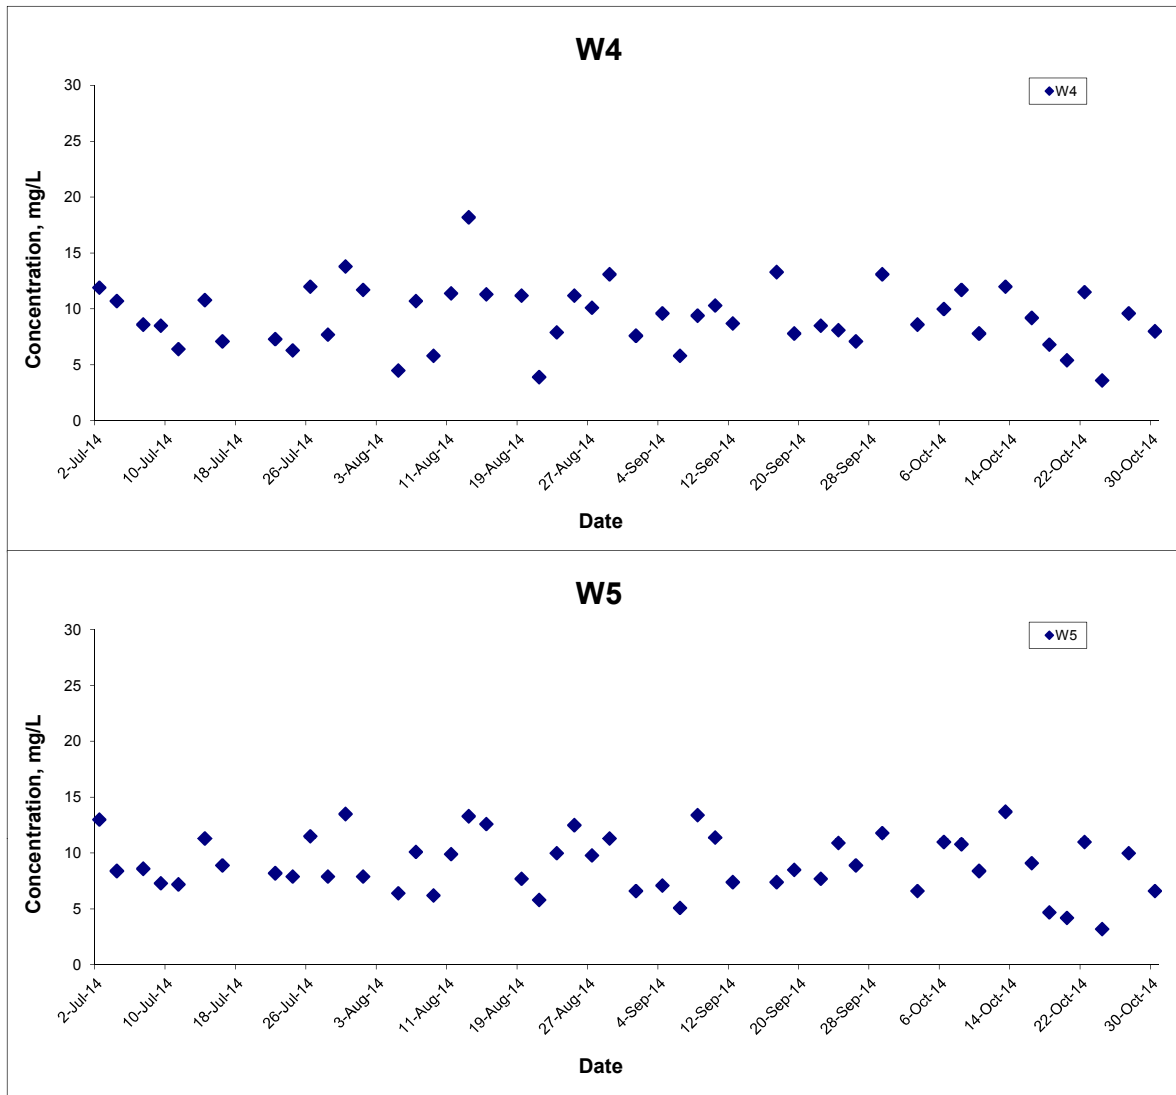 W4
W4
Concentration, mg/L
30
25
20
15
10
5
0
2-Jul-14
10-Jul-14
18-Jul-14
26-Jul-14
3-Aug-14
11-Aug-14
19-Aug-14
27-Aug-14
4-Sep-14
12-Sep-14
20-Sep-14
28-Sep-14
6-Oct-14
14-Oct-14
22-Oct-14
30-Oct-14
Date
W5
W5
Concentration, mg/L
30
25
20
15
10
5
0
2-Jul-14
10-Jul-14
18-Jul-14
26-Jul-14
3-Aug-14
11-Aug-14
19-Aug-14
27-Aug-14
4-Sep-14
12-Sep-14
20-Sep-14
28-Sep-14
6-Oct-14
14-Oct-14
22-Oct-14
30-Oct-14
Date